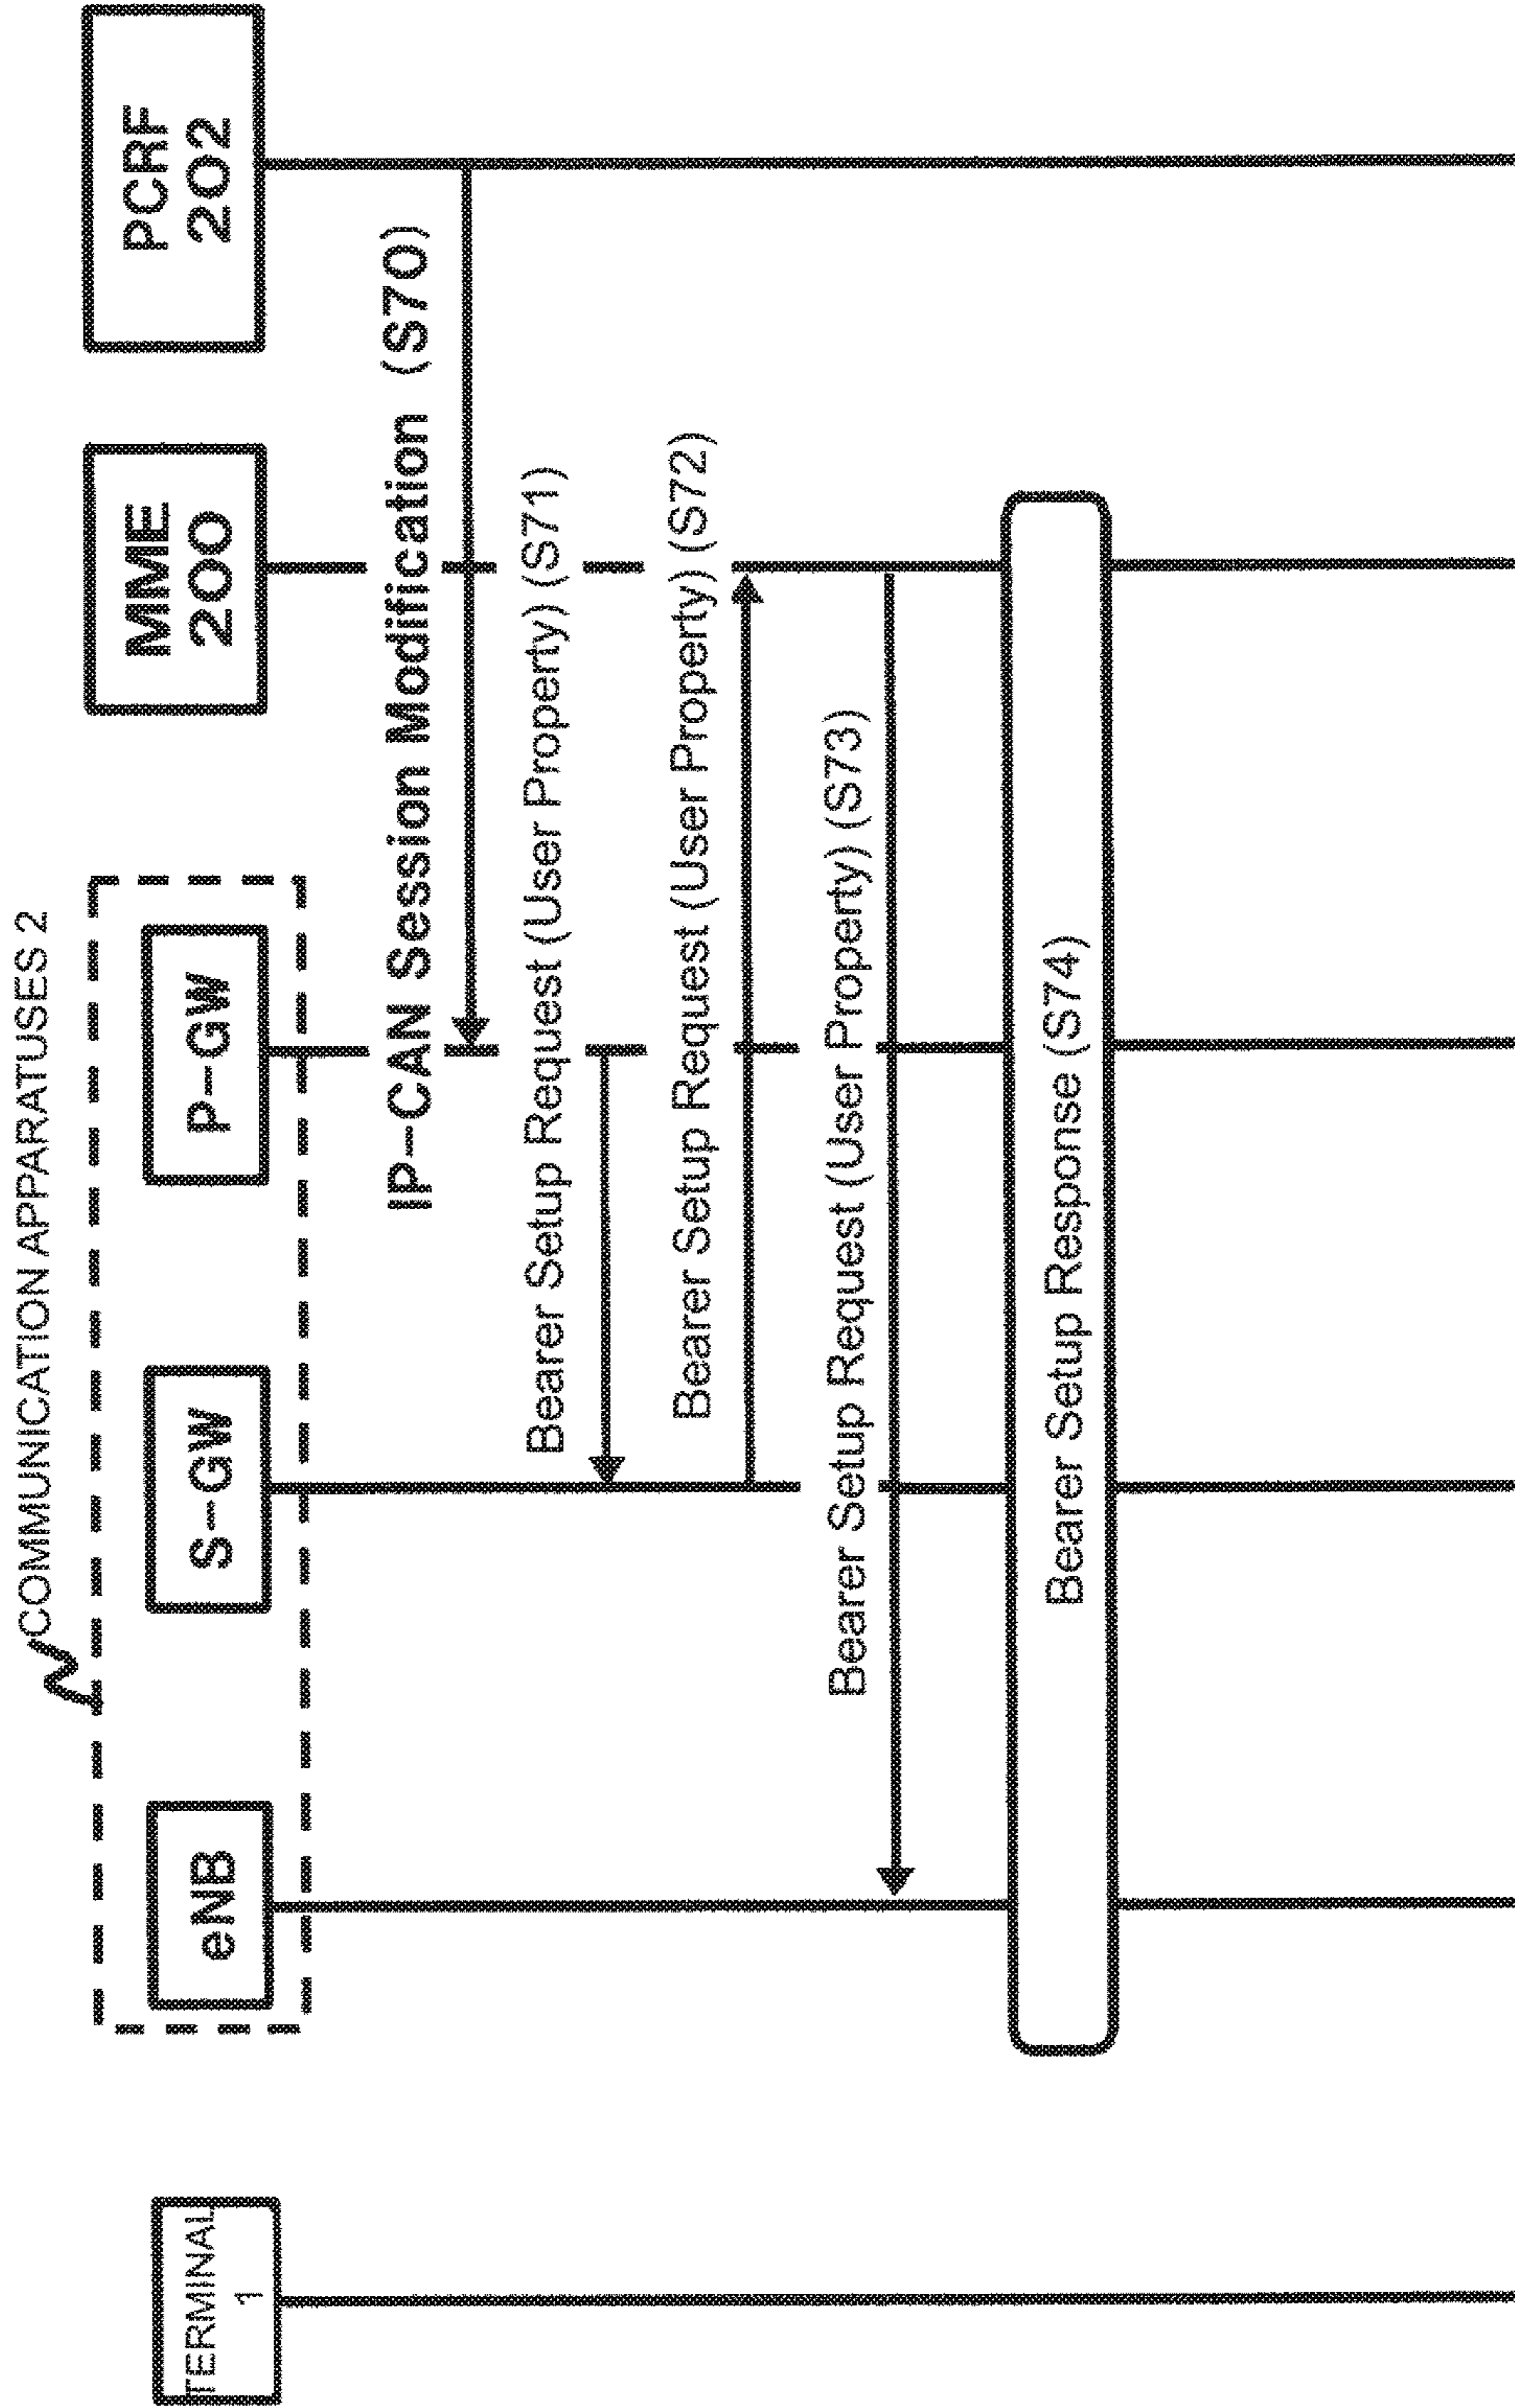 COMMUNICATION APPARATUSES 2
TERMINAL
1
eNB
S-GW
P-GW
MME
200
PCRF
202
IP-CAN Session Modification (S70)
Bearer Setup Request (User Property) (S71)
Bearer Setup Request (User Property) (S72)
Bearer Setup Request (User Property) (S73)
Bearer Setup Response (S74)